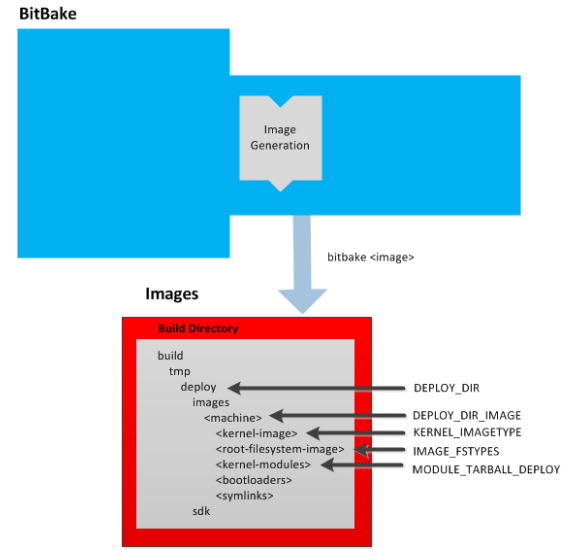 BitBake
Image
Generation
bitbake <image>
Images
Build Directory
build
tmp
deploy
DEPLOY_DIR
images
<machine>
DEPLOY_DIR_IMAGE
<kernel-image>
KERNEL_IMAGETYPE
<root-filesystem-image>
IMAGE_FSTYPES
<kernel-modules>
MODULE_TARBALL_DEPLOY
<bootloaders>
<symlinks>
sdk